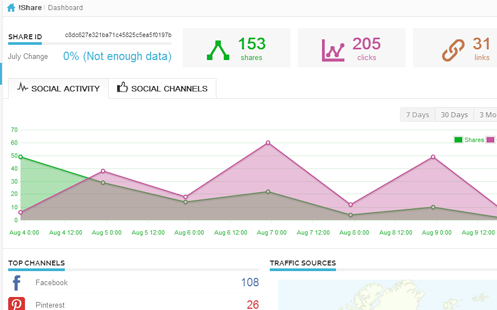 !Share Dashboard
SHARE ID
c8dc627e321ba71c45825c5ea5f0197b
July Change
0% (Not enough data)
153
shares
205
clicks
31
links
SOCIAL ACTIVITY
SOCIAL CHANNELS
7 Days
30 Days
3 Mo
Shares
70
60
50
40
30
20
10
0
Aug 4 0:00
Aug 4 12:00
Aug 5 0:00
Aug 5 12:00
Aug 6 0:00
Aug 6 12:00
Aug 7 0:00
Aug 7 12:00
Aug 8 0:00
Aug 8 12:00
Aug 9 0:00
Aug 9 12:00
TOP CHANNELS
Facebook
108
Pinterest
26
TRAFFIC SOURCES